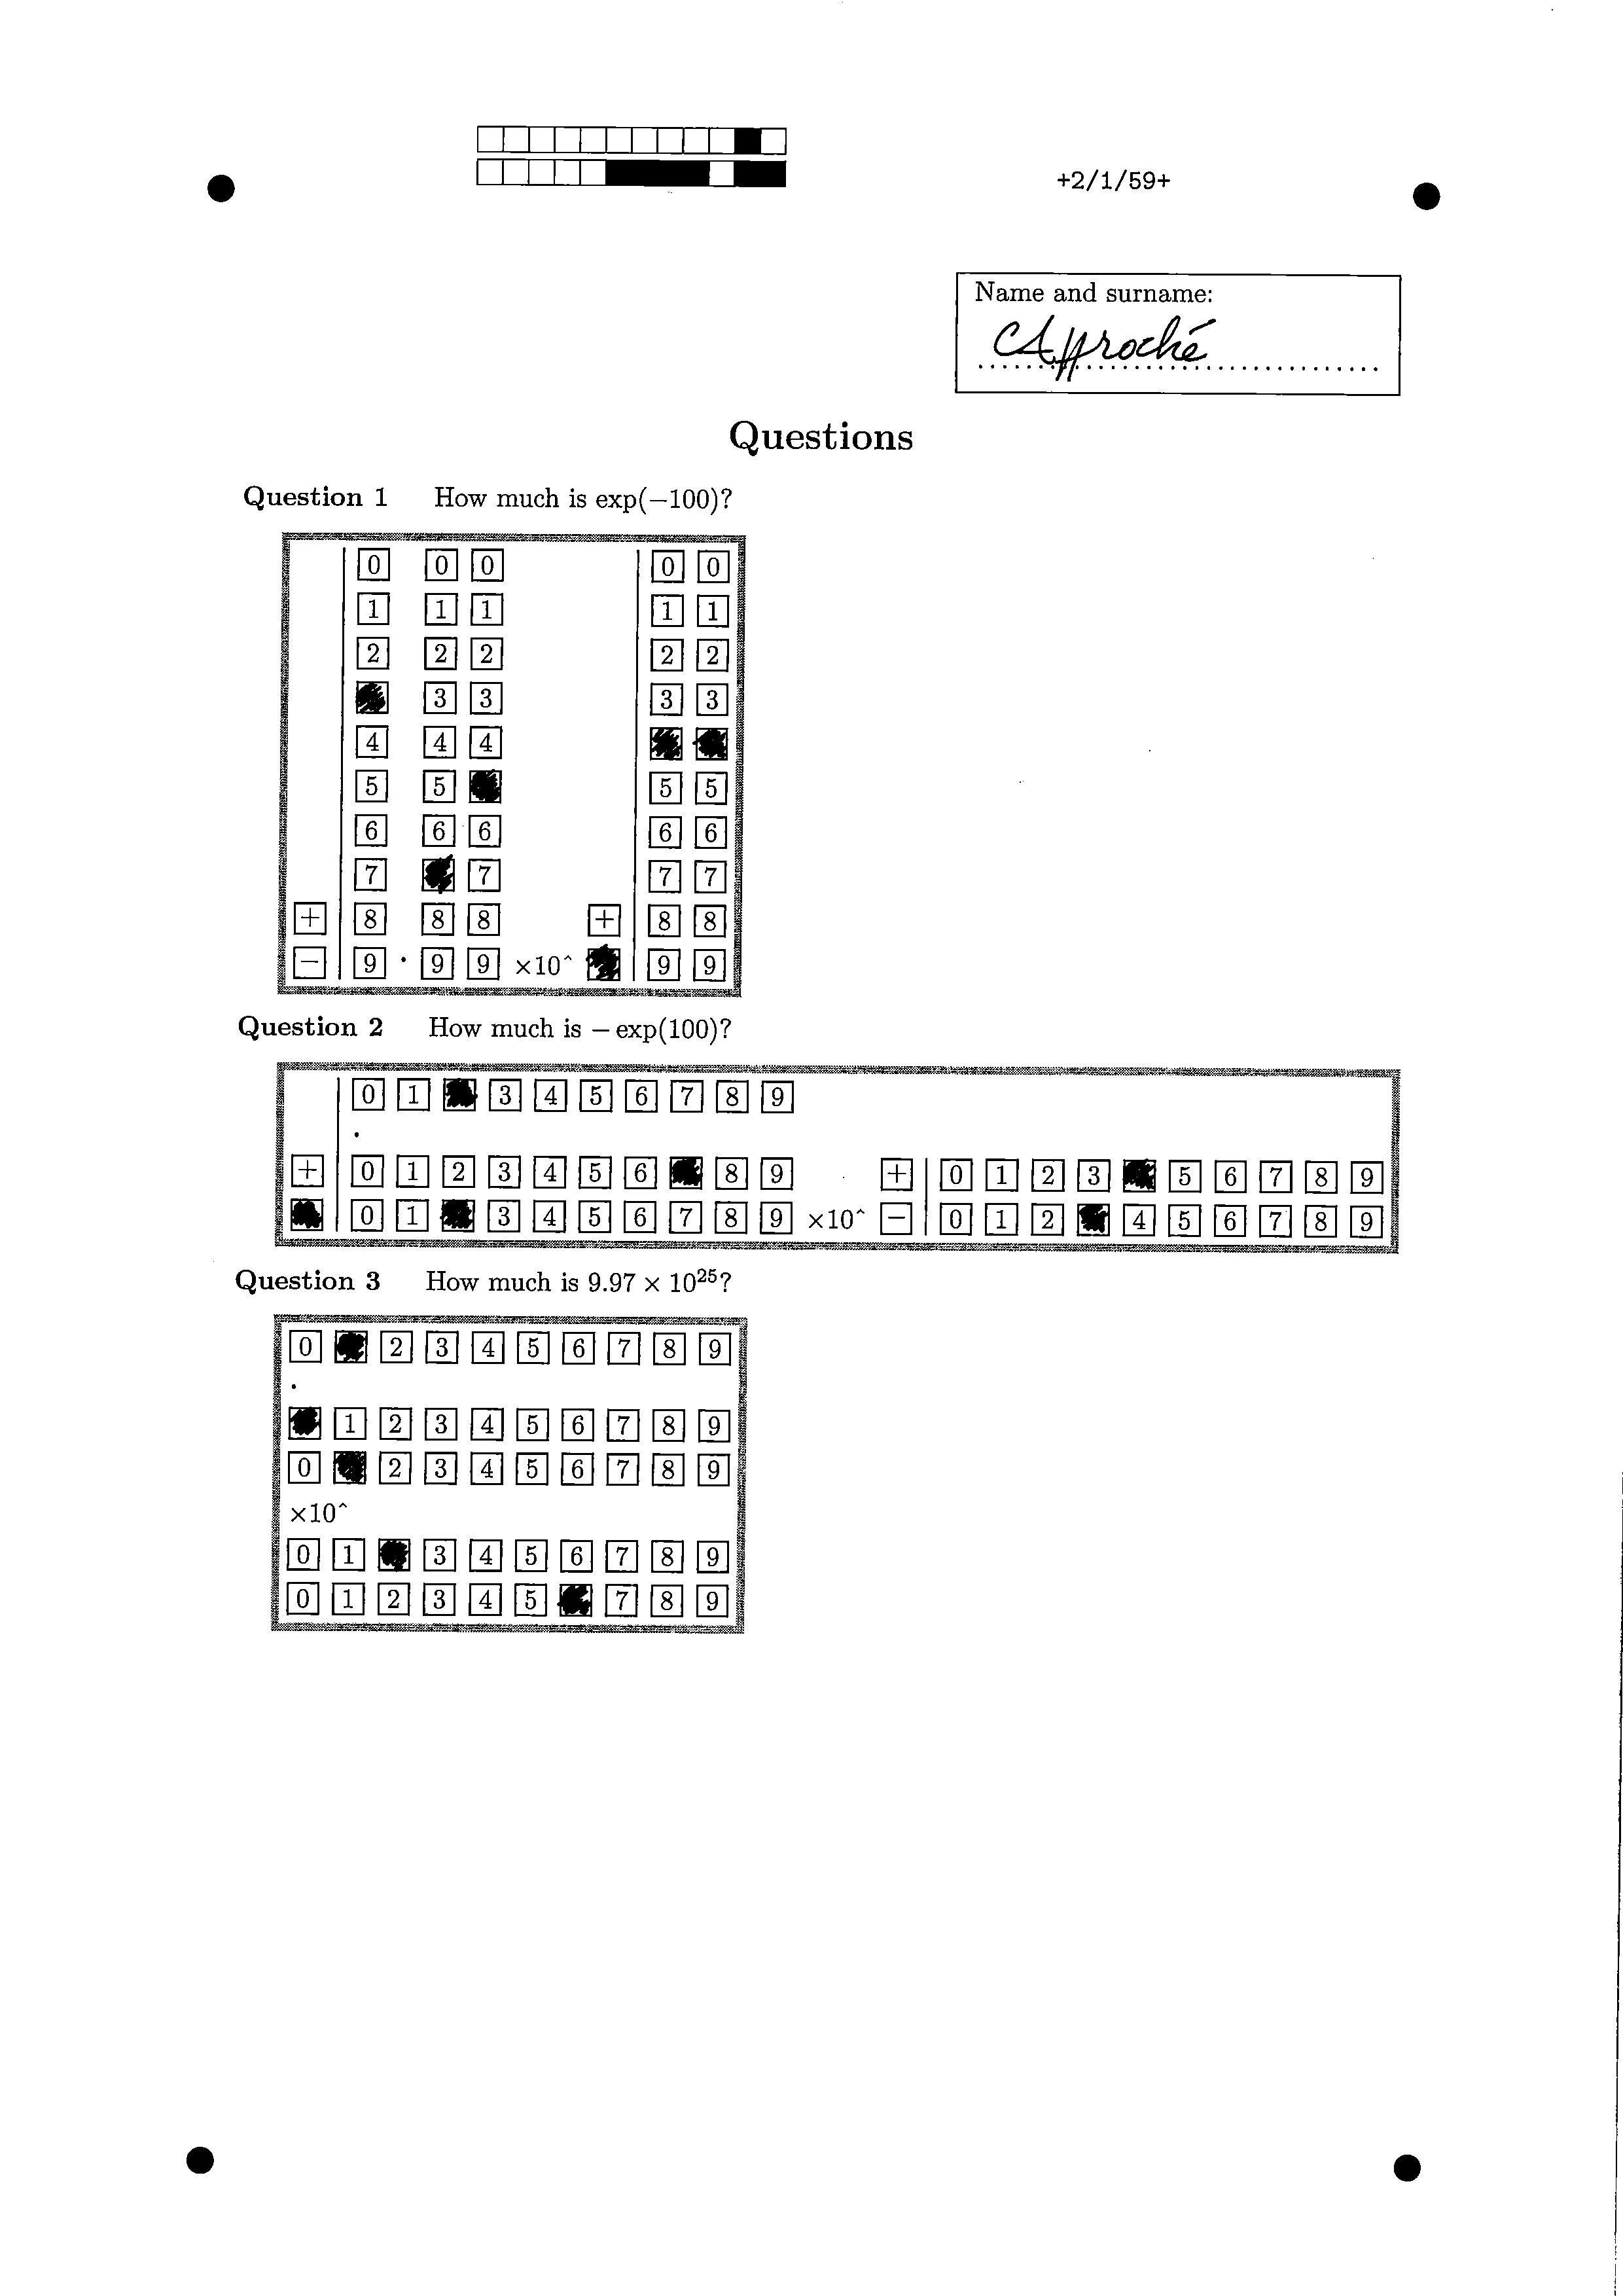 +2/1/59+
Name and surname:
CApproché
Questions
Question 1 How much is exp(−100)?
0 0 0 0 0
1 1 1 1 1
2 2 2 2 2
3 3 3 3
4 4 4
5 5 5 5
6 6 6 6 6
7 7 7 7
+ 8 8 8 + 8 8
− 9 . 9 9 ×10^ 9 9
Question 2 How much is − exp(100)?
0 1 3 4 5 6 7 8 9
.
+ 0 1 2 3 4 5 6 8 9 + 0 1 2 3 5 6 7 8 9
0 1 3 4 5 6 7 8 9 ×10^ − 0 1 2 4 5 6 7 8 9
Question 3 How much is 9.97 × 10²⁵?
0 2 3 4 5 6 7 8 9
.
1 2 3 4 5 6 7 8 9
0 2 3 4 5 6 7 8 9
×10^
0 1 3 4 5 6 7 8 9
0 1 2 3 4 5 7 8 9